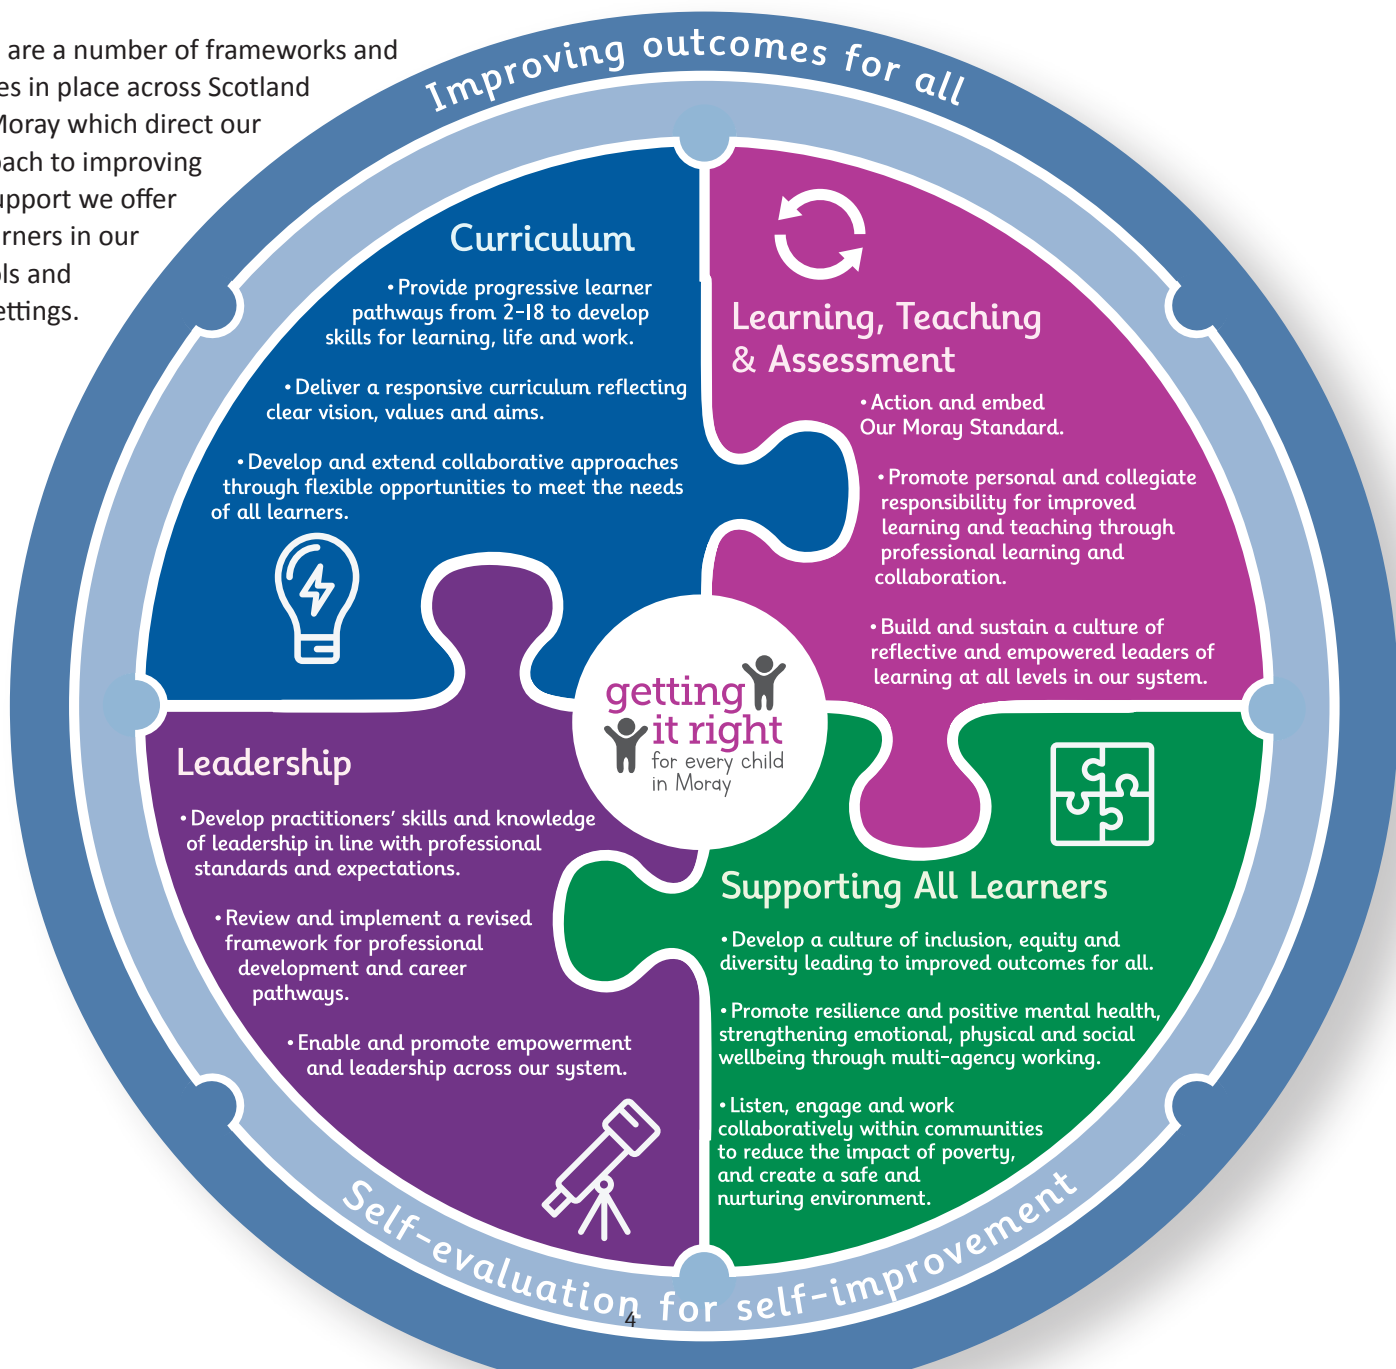 are a number of frameworks and
es in place across Scotland
Moray which direct our
ach to improving
upport we offer
rners in our
ls and
ettings.
Improving outcomes for all
Curriculum
• Provide progressive learner
pathways from 2-18 to develop
skills for learning, life and work.
• Deliver a responsive curriculum reflecting
clear vision, values and aims.
• Develop and extend collaborative approaches
through flexible opportunities to meet the needs
of all learners.
Learning, Teaching
& Assessment
• Action and embed
Our Moray Standard.
• Promote personal and collegiate
responsibility for improved
learning and teaching through
professional learning and
collaboration.
• Build and sustain a culture of
reflective and empowered leaders of
learning at all levels in our system.
getting
it right
for every child
in Moray
Leadership
• Develop practitioners' skills and knowledge
of leadership in line with professional
standards and expectations.
• Review and implement a revised
framework for professional
development and career
pathways.
• Enable and promote empowerment
and leadership across our system.
Supporting All Learners
• Develop a culture of inclusion, equity and
diversity leading to improved outcomes for all.
• Promote resilience and positive mental health,
strengthening emotional, physical and social
wellbeing through multi-agency working.
• Listen, engage and work
collaboratively within communities
to reduce the impact of poverty,
and create a safe and
nurturing environment.
Self-evaluation for self-improvement
4